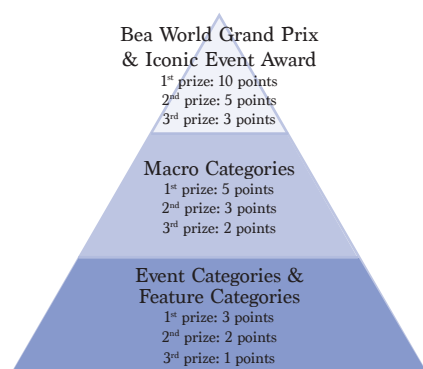 Bea World Grand Prix
& Iconic Event Award
1st prize: 10 points
2nd prize: 5 points
3rd prize: 3 points
Macro Categories
1st prize: 5 points
2nd prize: 3 points
3rd prize: 2 points
Event Categories &
Feature Categories
1st prize: 3 points
2nd prize: 2 points
3rd prize: 1 points